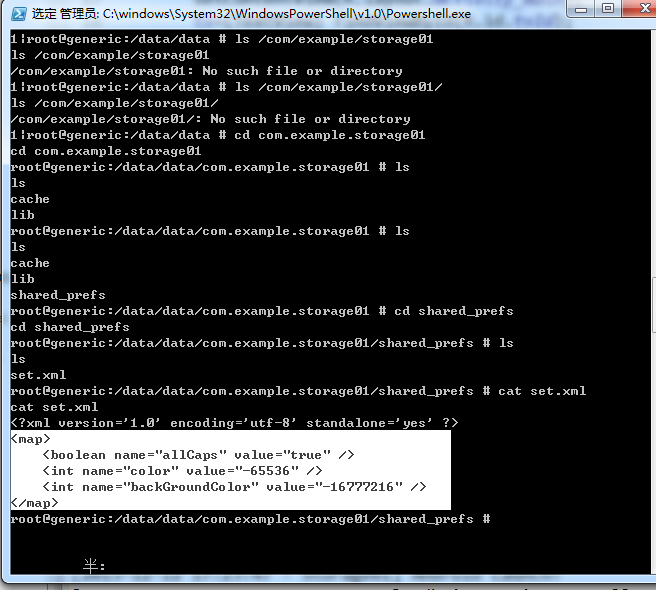 选定 管理员: C:\windows\System32\WindowsPowerShell\v1.0\Powershell.exe
1|root@generic:/data/data # ls /com/example/storage01
ls /com/example/storage01
/com/example/storage01: No such file or directory
1|root@generic:/data/data # ls /com/example/storage01/
ls /com/example/storage01/
/com/example/storage01/: No such file or directory
1|root@generic:/data/data # cd com.example.storage01
cd com.example.storage01
root@generic:/data/data/com.example.storage01 # ls
ls
cache
lib
root@generic:/data/data/com.example.storage01 # ls
ls
cache
lib
shared_prefs
root@generic:/data/data/com.example.storage01 # cd shared_prefs
cd shared_prefs
root@generic:/data/data/com.example.storage01/shared_prefs # ls
ls
set.xml
root@generic:/data/data/com.example.storage01/shared_prefs # cat set.xml
cat set.xml
<?xml version='1.0' encoding='utf-8' standalone='yes' ?>
<map>
    <boolean name="allCaps" value="true" />
    <int name="color" value="-65536" />
    <int name="backGroundColor" value="-16777216" />
</map>
root@generic:/data/data/com.example.storage01/shared_prefs #
半: